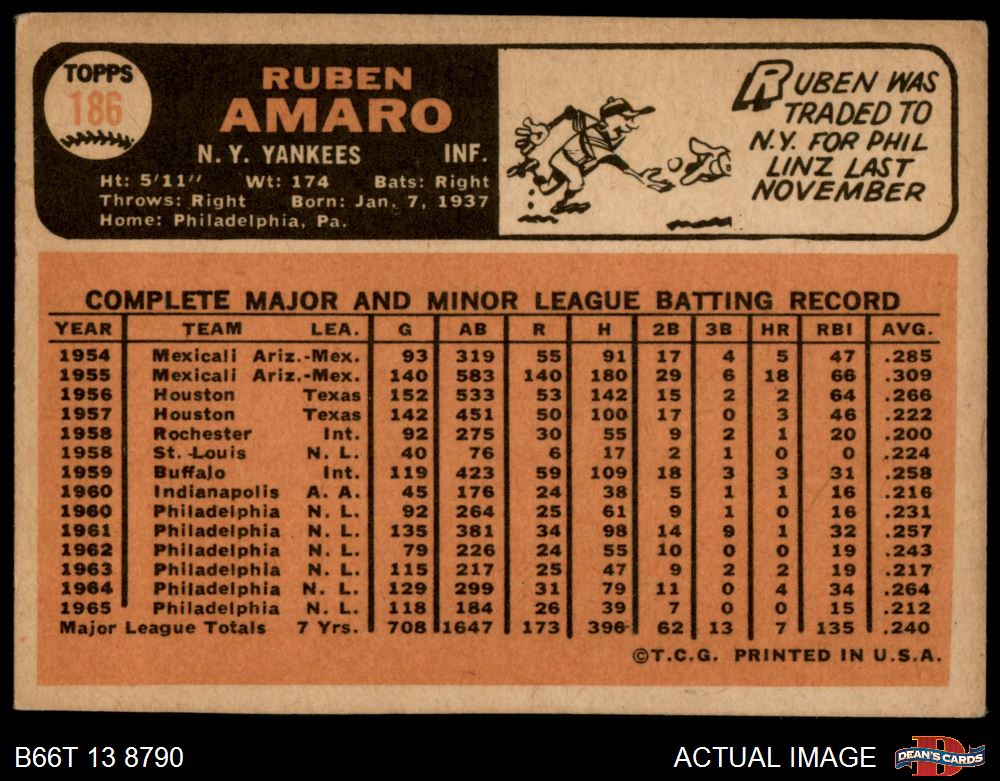 TOPPS
186
RUBEN
AMARO
N. Y. YANKEES INF.
Ht: 5'11" Wt: 174 Bats: Right
Throws: Right Born: Jan. 7, 1937
Home: Philadelphia, Pa.
RUBEN WAS
TRADED TO
N.Y. FOR PHIL
LINZ LAST
NOVEMBER
COMPLETE MAJOR AND MINOR LEAGUE BATTING RECORD
YEAR TEAM LEA. G AB R H 2B 3B HR RBI AVG.
1954 Mexicali Ariz.-Mex. 93 319 55 91 17 4 5 47 .285
1955 Mexicali Ariz.-Mex. 140 583 140 180 29 6 18 66 .309
1956 Houston Texas 152 533 53 142 15 2 2 64 .266
1957 Houston Texas 142 451 50 100 17 0 3 46 .222
1958 Rochester Int. 92 275 30 55 9 2 1 20 .200
1958 St. Louis N. L. 40 76 6 17 2 1 0 0 .224
1959 Buffalo Int. 119 423 59 109 18 3 3 31 .258
1960 Indianapolis A. A. 45 176 24 38 5 1 1 16 .216
1960 Philadelphia N. L. 92 264 25 61 9 1 0 16 .231
1961 Philadelphia N. L. 135 381 34 98 14 9 1 32 .257
1962 Philadelphia N. L. 79 226 24 55 10 0 0 19 .243
1963 Philadelphia N. L. 115 217 25 47 9 2 2 19 .217
1964 Philadelphia N. L. 129 299 31 79 11 0 4 34 .264
1965 Philadelphia N. L. 118 184 26 39 7 0 0 15 .212
Major League Totals 7 Yrs. 708 1647 173 396 62 13 7 135 .240
©T.C.G. PRINTED IN U.S.A.
B66T 13 8790
ACTUAL IMAGE
DEAN'S CARDS